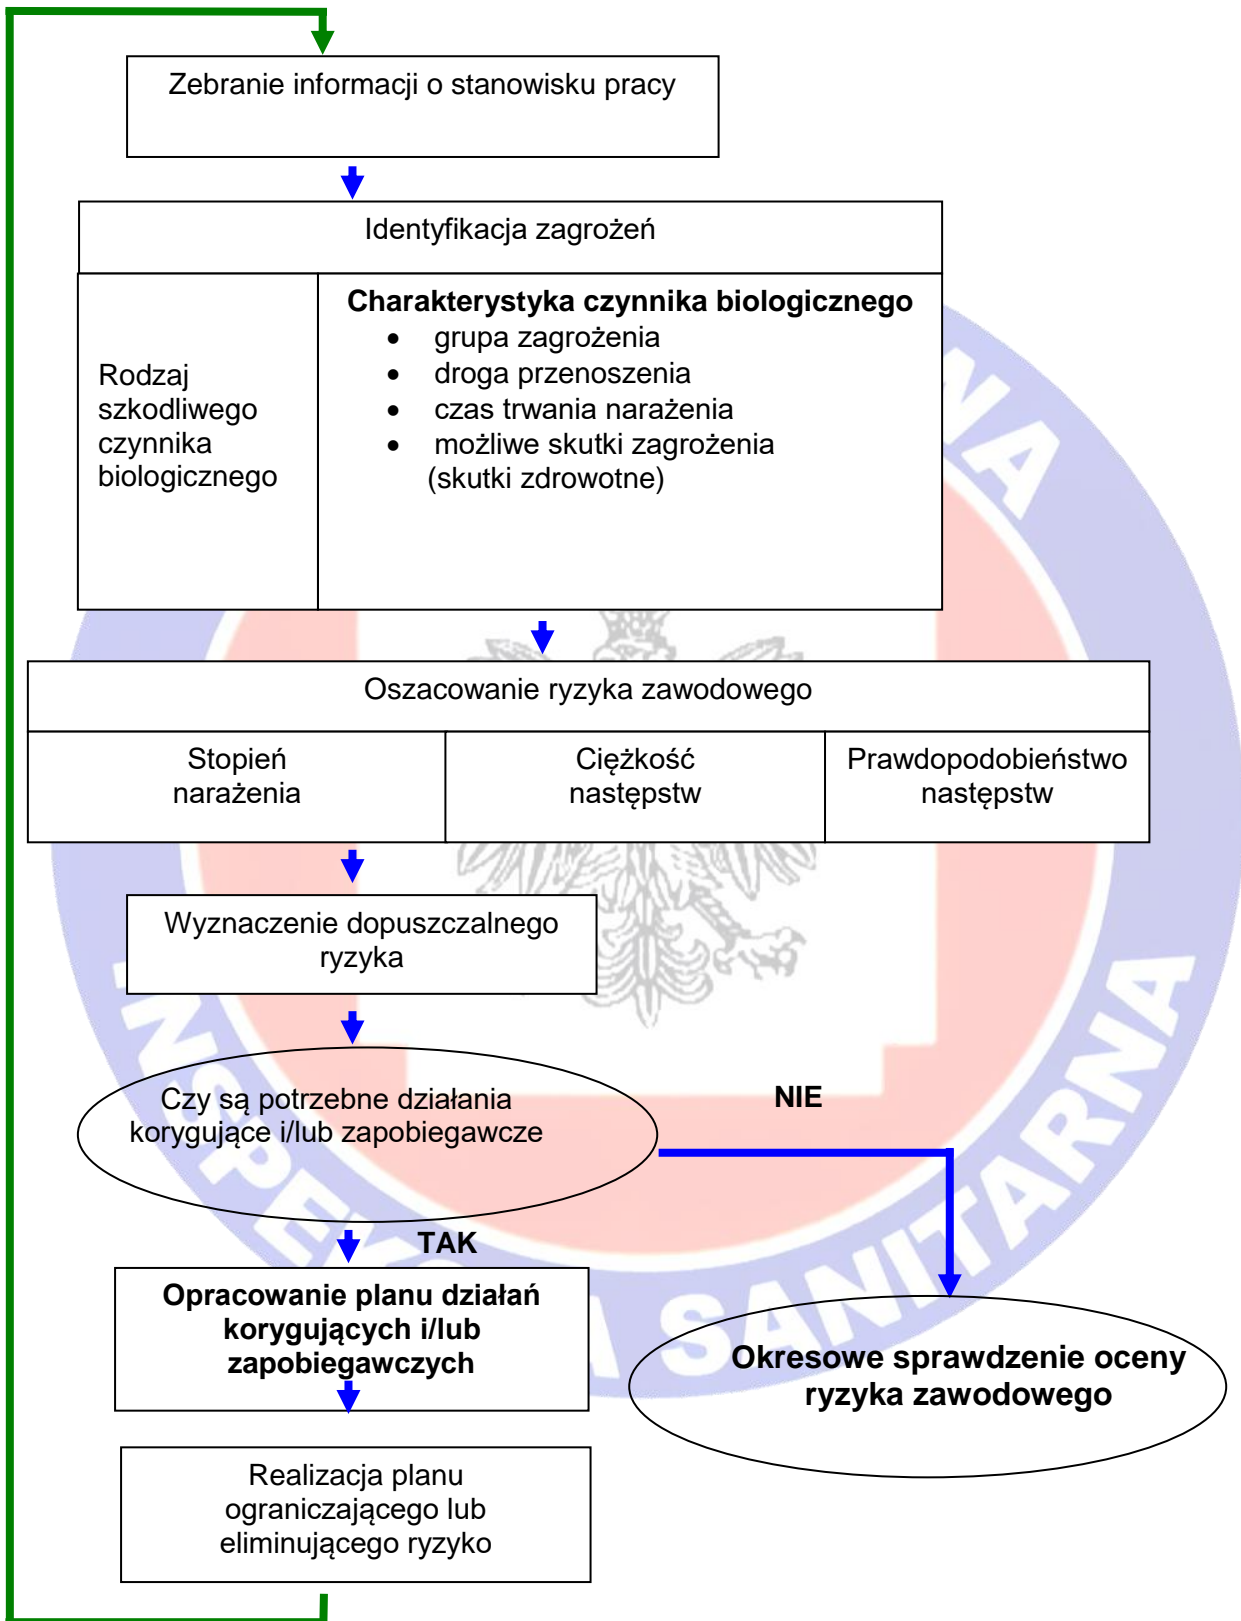 Zebranie informacji o stanowisku pracy
Identyfikacja zagrożeń
Rodzaj
szkodliwego
czynnika
biologicznego
Charakterystyka czynnika biologicznego
• grupa zagrożenia
• droga przenoszenia
• czas trwania narażenia
• możliwe skutki zagrożenia
(skutki zdrowotne)
Oszacowanie ryzyka zawodowego
Stopień
narażenia
Ciężkość
następstw
Prawdopodobieństwo
następstw
Wyznaczenie dopuszczalnego
ryzyka
Czy są potrzebne działania
korygujące i/lub zapobiegawcze
NIE
TAK
Opracowanie planu działań
korygujących i/lub
zapobiegawczych
Okresowe sprawdzenie oceny
ryzyka zawodowego
Realizacja planu
ograniczającego lub
eliminującego ryzyko
SANITARNA